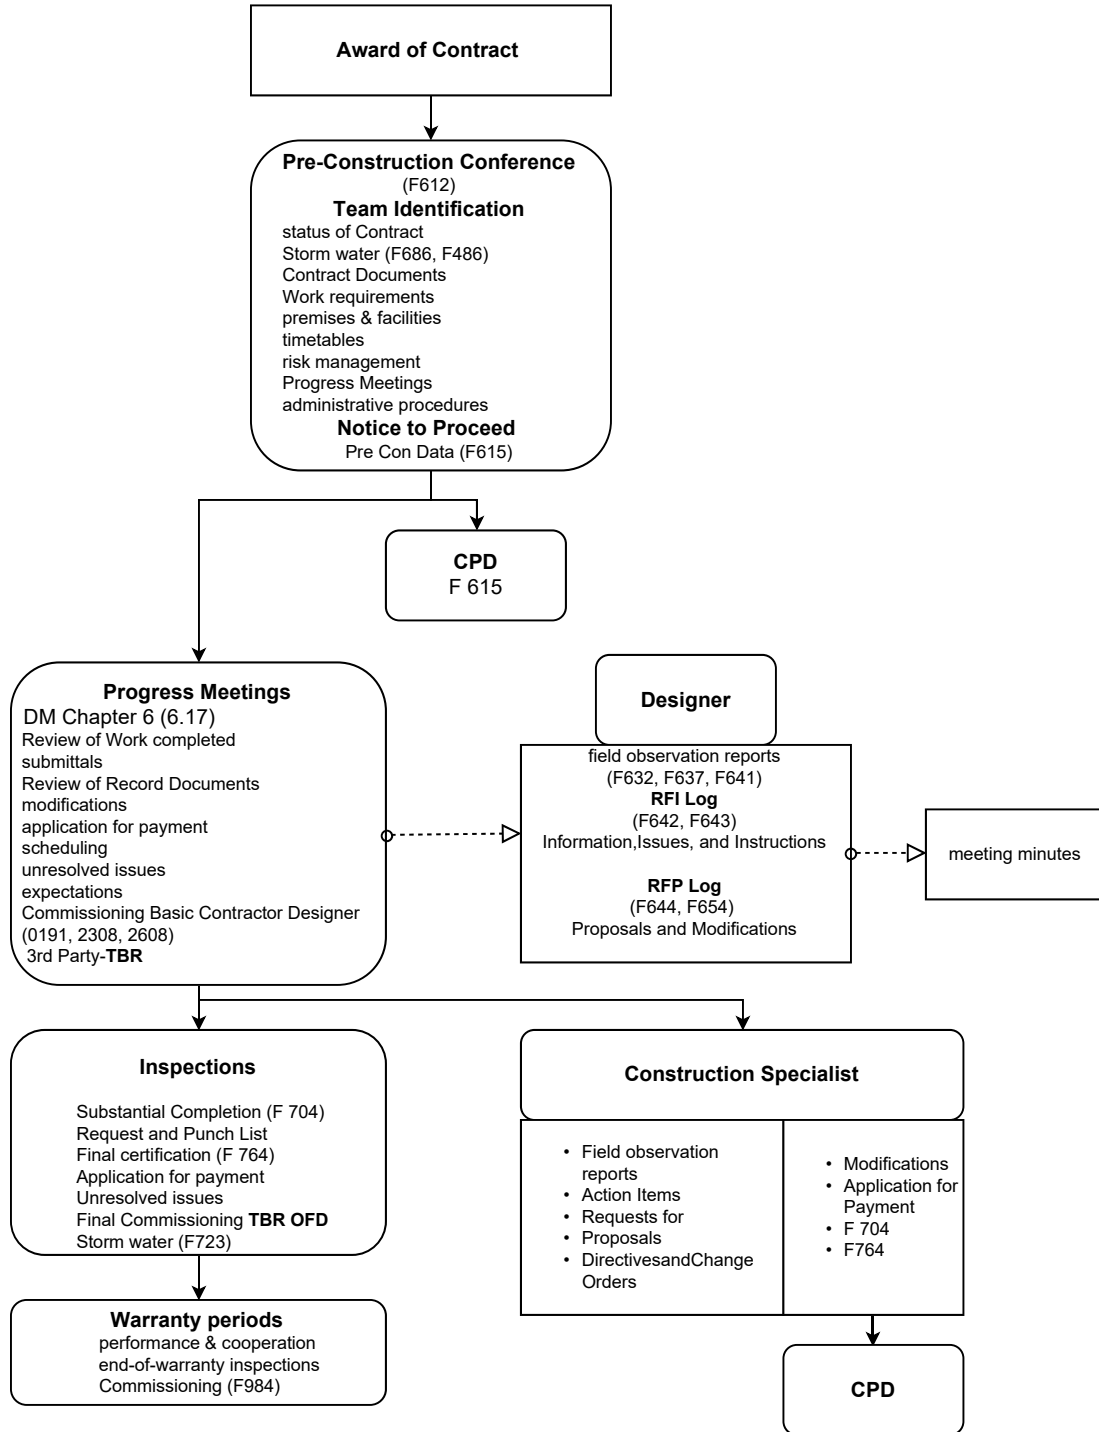 Award of Contract
Pre-Construction Conference
(F612)
Team Identification
status of Contract
Storm water (F686, F486)
Contract Documents
Work requirements
premises & facilities
timetables
risk management
Progress Meetings
administrative procedures
Notice to Proceed
Pre Con Data (F615)
CPD
F 615
Progress Meetings
DM Chapter 6 (6.17)
Review of Work completed
submittals
Review of Record Documents
modifications
application for payment
scheduling
unresolved issues
expectations
Commissioning Basic Contractor Designer
(0191, 2308, 2608)
3rd Party-TBR
Designer
field observation reports
(F632, F637, F641)
RFI Log
(F642, F643)
Information,Issues, and Instructions
RFP Log
(F644, F654)
Proposals and Modifications
meeting minutes
Inspections
Substantial Completion (F 704)
Request and Punch List
Final certification (F 764)
Application for payment
Unresolved issues
Final Commissioning TBR OFD
Storm water (F723)
Construction Specialist
• Field observation
reports
• Action Items
• Requests for
• Proposals
• DirectivesandChange
Orders
• Modifications
• Application for
Payment
• F 704
• F764
Warranty periods
performance & cooperation
end-of-warranty inspections
Commissioning (F984)
CPD